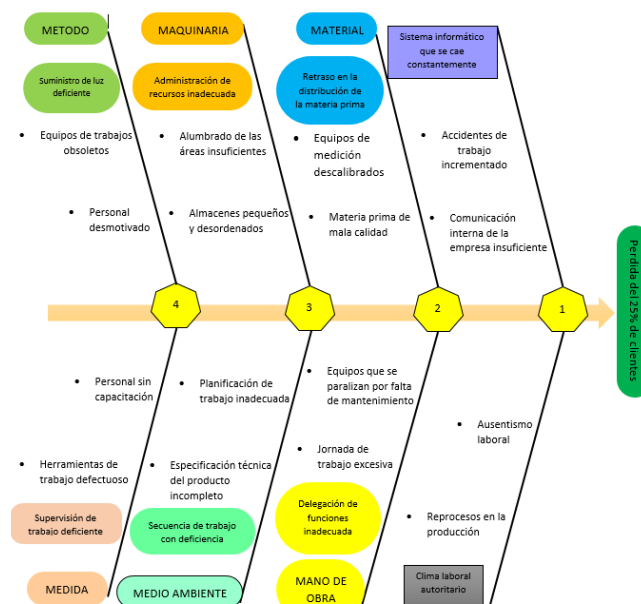 METODO
MAQUINARIA
MATERIAL
Sistema informático
que se cae
constantemente
Suministro de luz
deficiente
Administración de
recursos inadecuada
Retraso en la
distribución de
la materia prima
• Equipos de trabajos
obsoletos
• Alumbrado de las
áreas insuficientes
• Equipos de
medición
descalibrados
• Accidentes de
trabajo
incrementado
• Personal
desmotivado
• Almacenes pequeños
y desordenados
• Materia prima de
mala calidad
• Comunicación
interna de la
empresa insuficiente
4
3
2
1
Perdida del 25% de clientes
• Personal sin
capacitación
• Planificación de
trabajo inadecuada
• Equipos que se
paralizan por falta
de mantenimiento
• Ausentismo
laboral
• Herramientas de
trabajo defectuoso
• Especificación técnica
del producto
incompleto
• Jornada de
trabajo excesiva
• Reprocesos en la
producción
Supervisión de
trabajo deficiente
Secuencia de trabajo
con deficiencia
Delegación de
funciones
inadecuada
Clima laboral
autoritario
MEDIDA
MEDIO AMBIENTE
MANO DE
OBRA